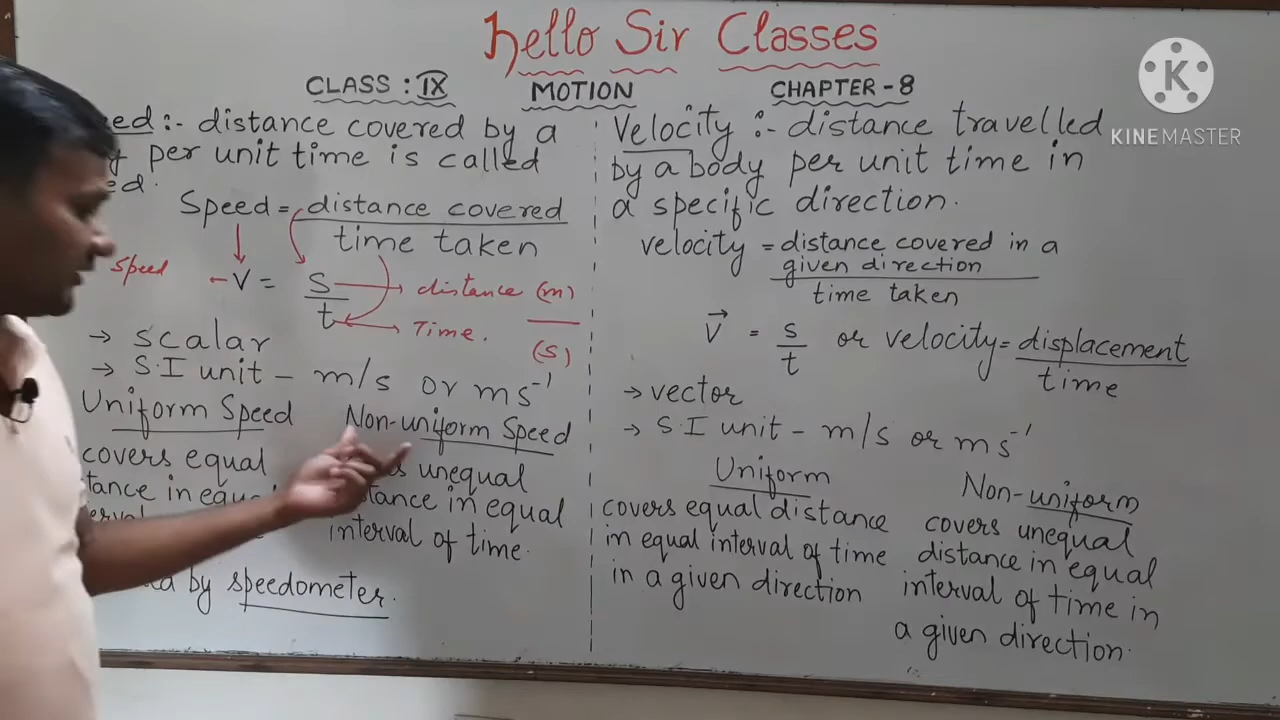 hello Sir Classes
CLASS : IX MOTION CHAPTER - 8
KINEMASTER
:- distance covered by a
per unit time is called
Speed = distance covered
time taken
Speed ← V = s → distance (m)
t → Time. (s)
→ scalar
→ S.I unit - m/s or ms⁻¹
Uniform Speed
covers equal
in
Non-uniform Speed
unequal
in equal
interval of time.
by speedometer.
Velocity :- distance travelled
by a body per unit time in
a specific direction.
velocity = distance covered in a
given direction
time taken
V⃗ = s/t or velocity = displacement
time
→ vector
→ S.I unit - m/s or ms⁻¹
Uniform
covers equal distance
in equal interval of time
in a given direction
Non-uniform
covers unequal
distance in equal
interval of time in
a given direction.